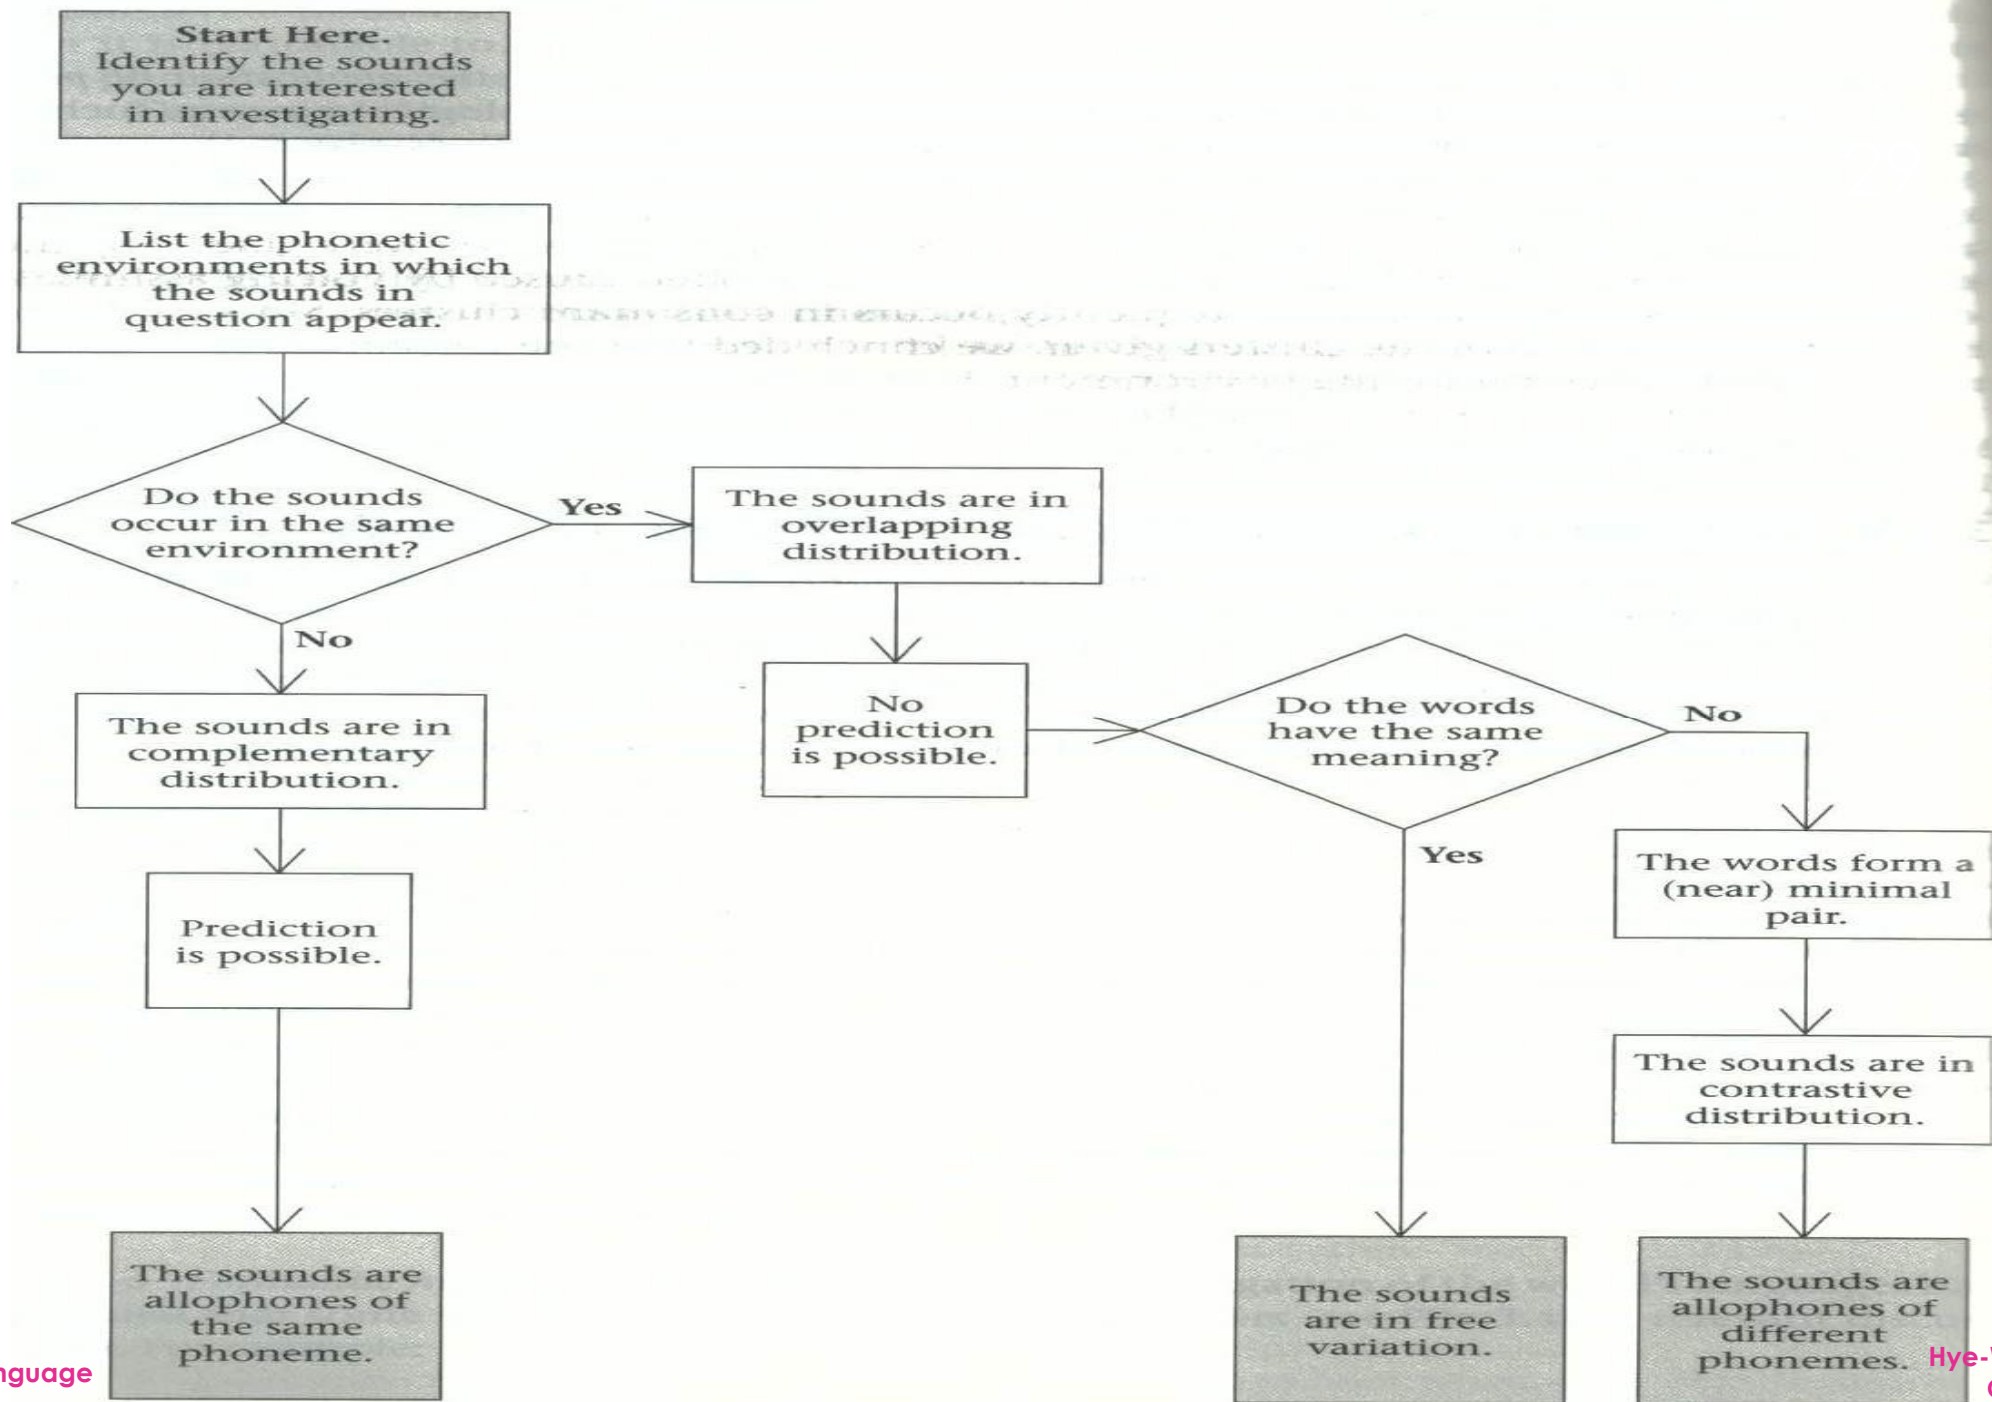 Start Here.
Identify the sounds
you are interested
in investigating.
List the phonetic
environments in which
the sounds in
question appear.
Do the sounds
occur in the same
environment?
Yes
The sounds are in
overlapping
distribution.
No
The sounds are in
complementary
distribution.
No
prediction
is possible.
Do the words
have the same
meaning?
No
Yes
The words form a
(near) minimal
pair.
Prediction
is possible.
The sounds are in
contrastive
distribution.
The sounds are
allophones of
the same
phoneme.
The sounds
are in free
variation.
The sounds are
allophones of
different
phonemes.